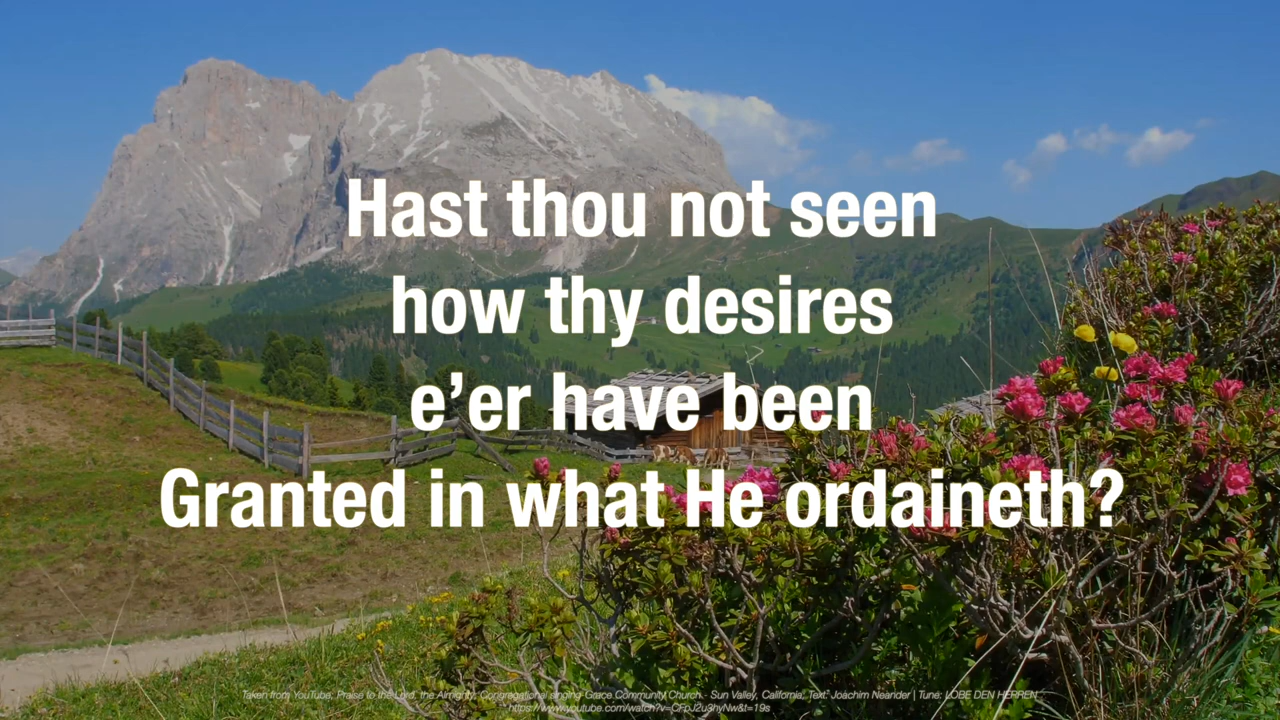 Hast thou not seen
how thy desires
e’er have been
Granted in what He ordaineth?
Taken from YouTube, Praise to the Lord, the Almighty, Congregational singing Garce Community Church - Sun Valley, California, Text: Joachim Neander | Tune: LOBE DEN HERREN
https://www.youtube.com/watch?v=CFpJ2u3hyNw&t=19s